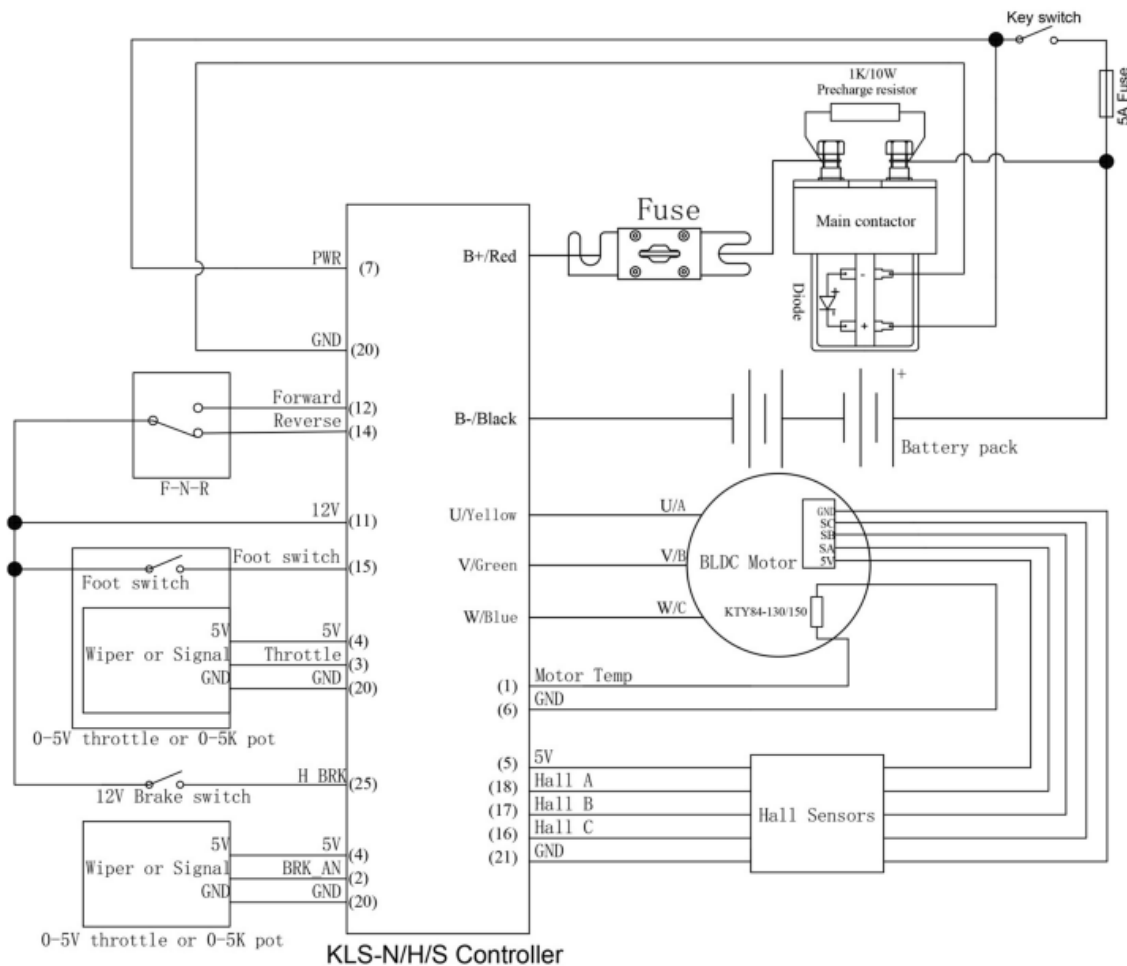 Key switch
5A Fuse
1K/10W
Precharge resistor
Main contactor
Fuse
Diode
-
+
+
PWR
(7)
B+/Red
GND
(20)
Forward
(12)
Reverse
(14)
F-N-R
B-/Black
+
Battery pack
12V
(11)
U/Yellow
U/A
Foot switch
Foot switch
(15)
V/Green
V/B
BLDC Motor
GND
SC
SB
SA
5V
W/Blue
W/C
KTY84-130/150
5V
5V
(4)
Wiper or Signal
Throttle
(3)
GND
GND
(20)
0-5V throttle or 0-5K pot
(1)
Motor Temp
(6)
GND
H_BRK
(25)
12V Brake switch
(5)
5V
(18)
Hall A
(17)
Hall B
(16)
Hall C
(21)
GND
Hall Sensors
5V
5V
(4)
Wiper or Signal
BRK_AN
(2)
GND
GND
(20)
0-5V throttle or 0-5K pot
KLS-N/H/S Controller